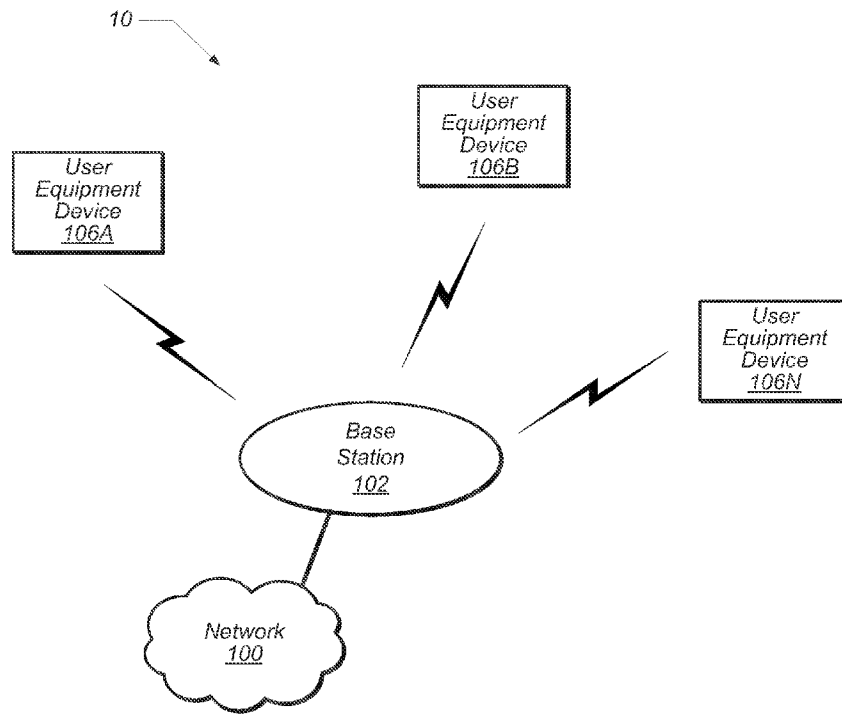 10
User
Equipment
Device
106B
User
Equipment
Device
106A
User
Equipment
Device
106N
Base
Station
102
Network
100